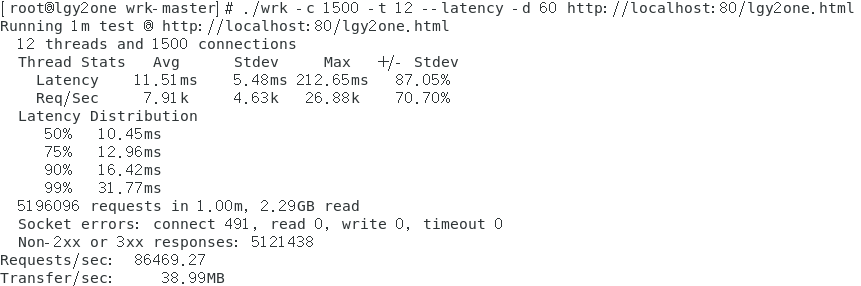 [root@lgy2one wrk-master]# ./wrk -c 1500 -t 12 --latency -d 60 http://localhost:80/lgy2one.html
Running 1m test @ http://localhost:80/lgy2one.html
  12 threads and 1500 connections
  Thread Stats   Avg      Stdev     Max   +/- Stdev
    Latency    11.51ms    5.48ms 212.65ms   87.05%
    Req/Sec     7.91k     4.63k   26.88k    70.70%
  Latency Distribution
     50%   10.45ms
     75%   12.96ms
     90%   16.42ms
     99%   31.77ms
  5196096 requests in 1.00m, 2.29GB read
  Socket errors: connect 491, read 0, write 0, timeout 0
  Non-2xx or 3xx responses: 5121438
Requests/sec:  86469.27
Transfer/sec:     38.99MB